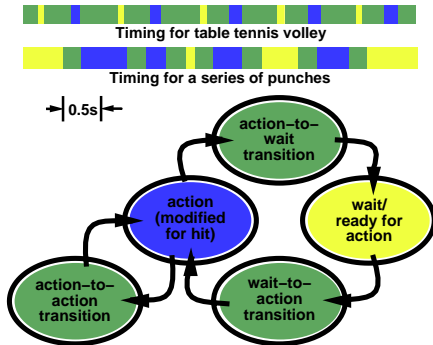 Timing for table tennis volley
Timing for a series of punches
0.5s
action–to–
wait
transition
action
(modified
for hit)
wait/
ready for
action
action–to–
action
transition
wait–to–
action
transition